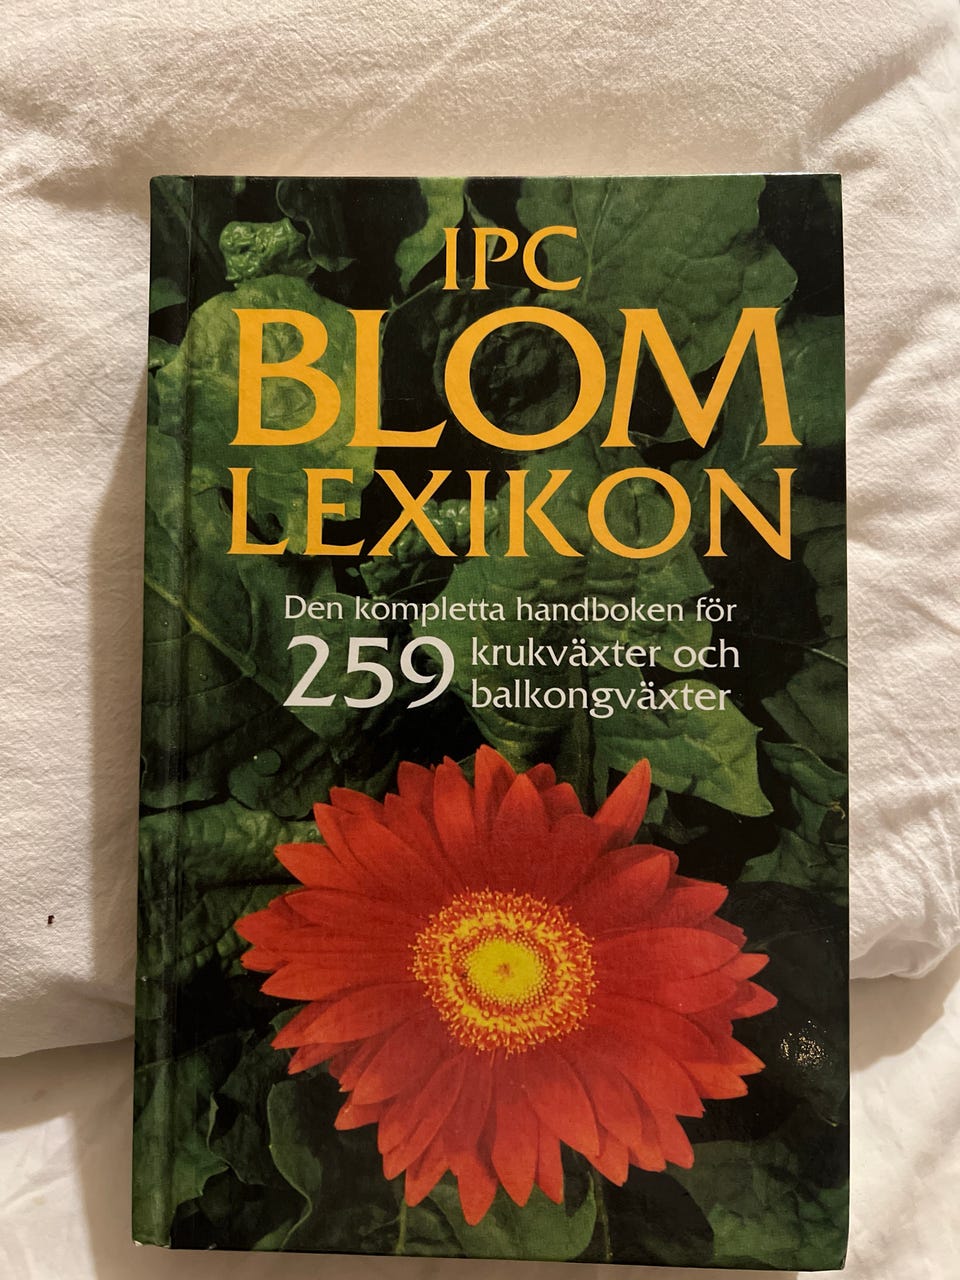 IPC
BLOM
LEXIKON
Den kompletta handboken för
259 krukväxter och
balkongväxter